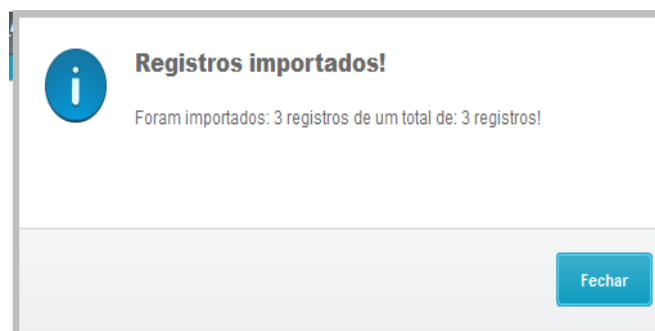 Registros importados!
Foram importados: 3 registros de um total de: 3 registros!
Fechar